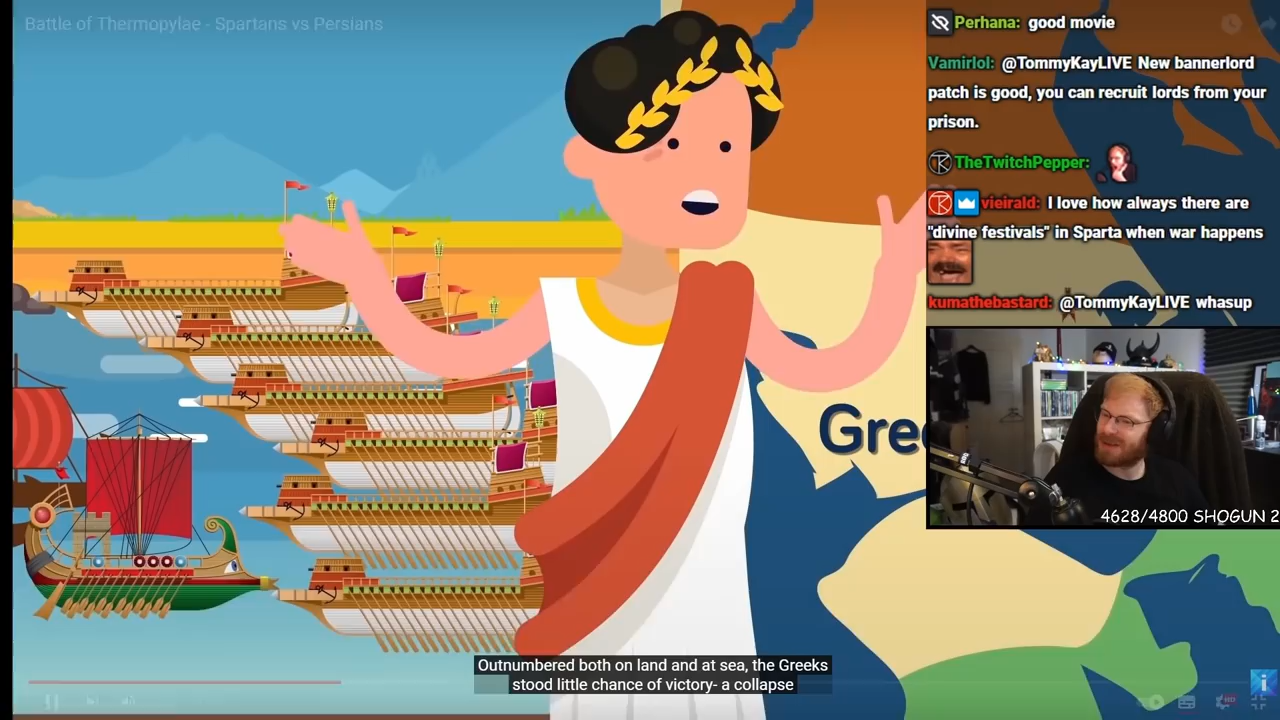 Battle of Thermopylae - Spartans vs Persians
Perhana: good movie
Vamirlol: @TommyKayLIVE New bannerlord
patch is good, you can recruit lords from your
prison.
TheTwitchPepper:
vieirald: I love how always there are
"divine festivals" in Sparta when war happens
kumathebastard: @TommyKayLIVE whasup
Gre
4628/4800 SHOGUN 2
Outnumbered both on land and at sea, the Greeks
stood little chance of victory- a collapse
i
HD